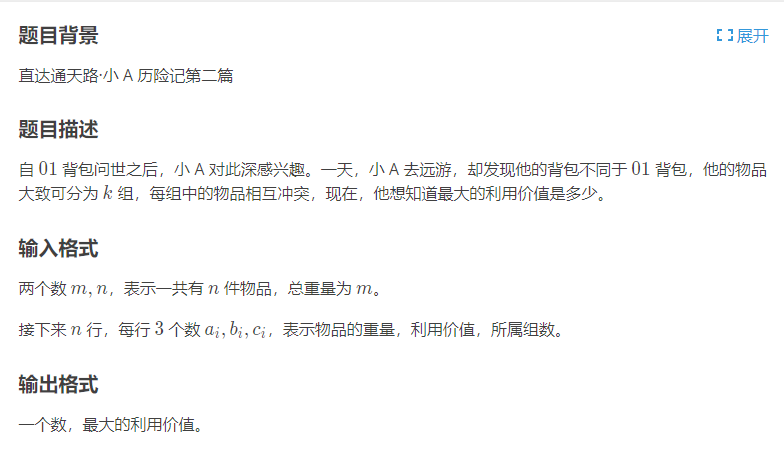 题目背景
展开
直达通天路·小 A 历险记第二篇
题目描述
自 01 背包问世之后，小 A 对此深感兴趣。一天，小 A 去远游，却发现他的背包不同于 01 背包，他的物品
大致可分为 k 组，每组中的物品相互冲突，现在，他想知道最大的利用价值是多少。
输入格式
两个数 m, n，表示一共有 n 件物品，总重量为 m。
接下来 n 行，每行 3 个数 aᵢ, bᵢ, cᵢ，表示物品的重量，利用价值，所属组数。
输出格式
一个数，最大的利用价值。